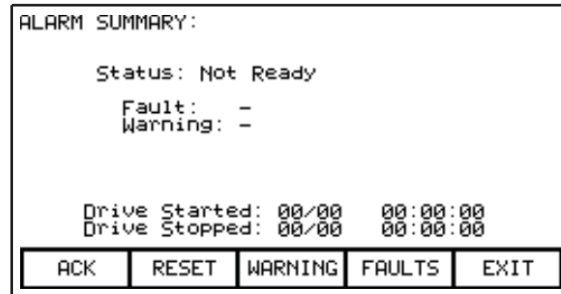 ALARM SUMMARY:
Status: Not Ready
Fault: -
Warning: -
Drive Started: 00/00 00:00:00
Drive Stopped: 00/00 00:00:00
ACK RESET WARNING FAULTS EXIT